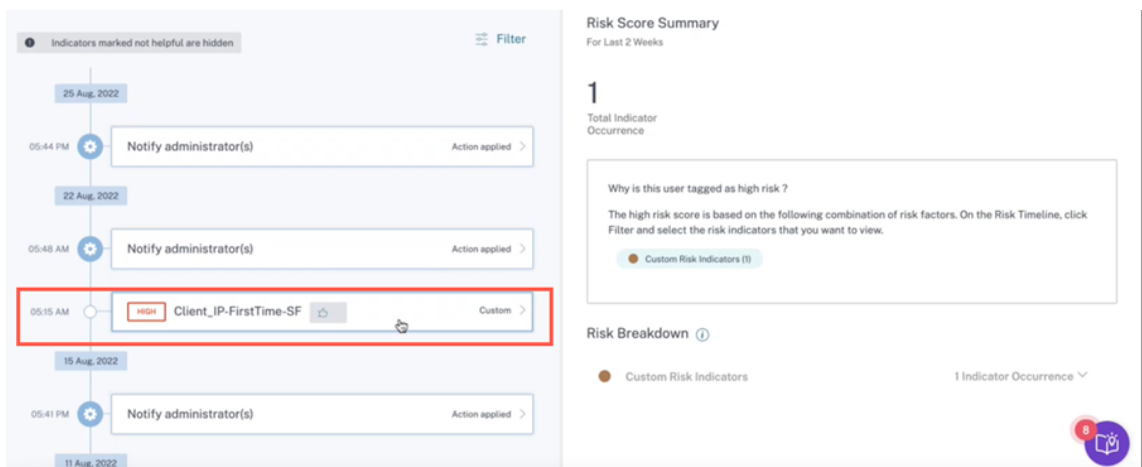 Indicators marked not helpful are hidden
Filter
25 Aug, 2022
05:44 PM
Notify administrator(s)
Action applied
22 Aug, 2022
05:48 AM
Notify administrator(s)
Action applied
05:15 AM
HIGH
Client_IP-FirstTime-SF
Custom
15 Aug, 2022
05:41 PM
Notify administrator(s)
Action applied
11 Aug, 2022
Risk Score Summary
For Last 2 Weeks
1
Total Indicator
Occurrence
Why is this user tagged as high risk ?
The high risk score is based on the following combination of risk factors. On the Risk Timeline, click
Filter and select the risk indicators that you want to view.
Custom Risk Indicators (1)
Risk Breakdown
Custom Risk Indicators
1 Indicator Occurrence
8